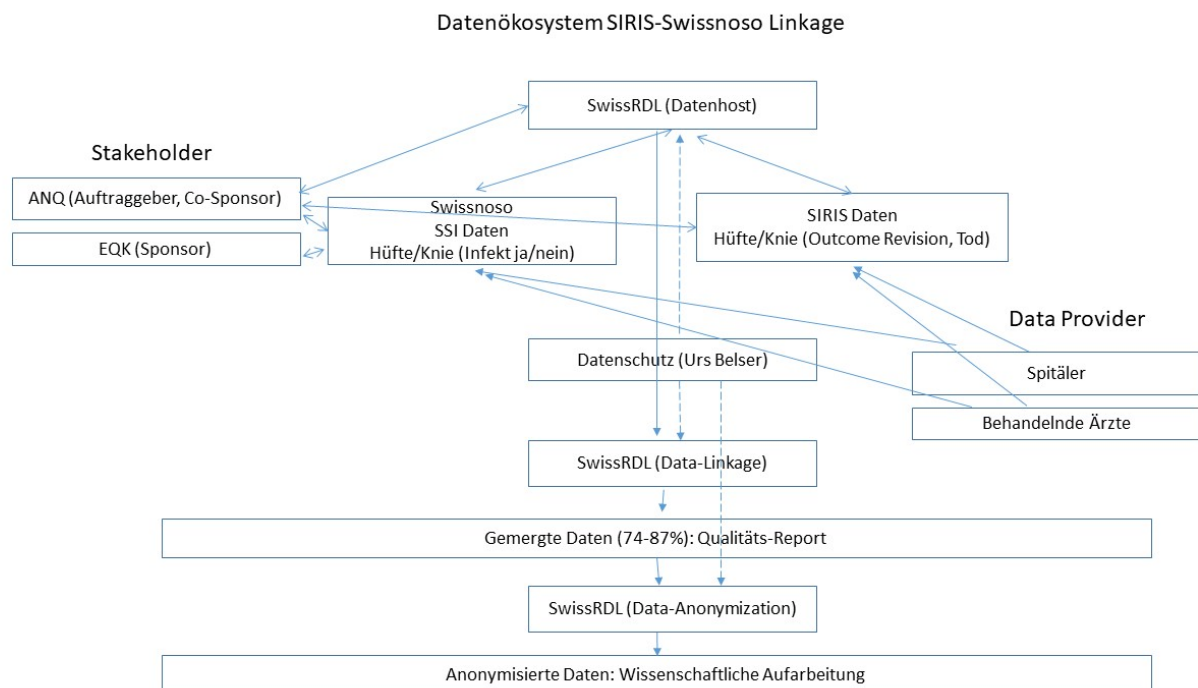 Datenökosystem SIRIS-Swissnoso Linkage
SwissRDL (Datenhost)
Stakeholder
ANQ (Auftraggeber, Co-Sponsor)
EQK (Sponsor)
Swissnoso
SSI Daten
Hüfte/Knie (Infekt ja/nein)
SIRIS Daten
Hüfte/Knie (Outcome Revision, Tod)
Data Provider
Spitäler
Behandelnde Ärzte
Datenschutz (Urs Belser)
SwissRDL (Data-Linkage)
Gemergte Daten (74-87%): Qualitäts-Report
SwissRDL (Data-Anonymization)
Anonymisierte Daten: Wissenschaftliche Aufarbeitung